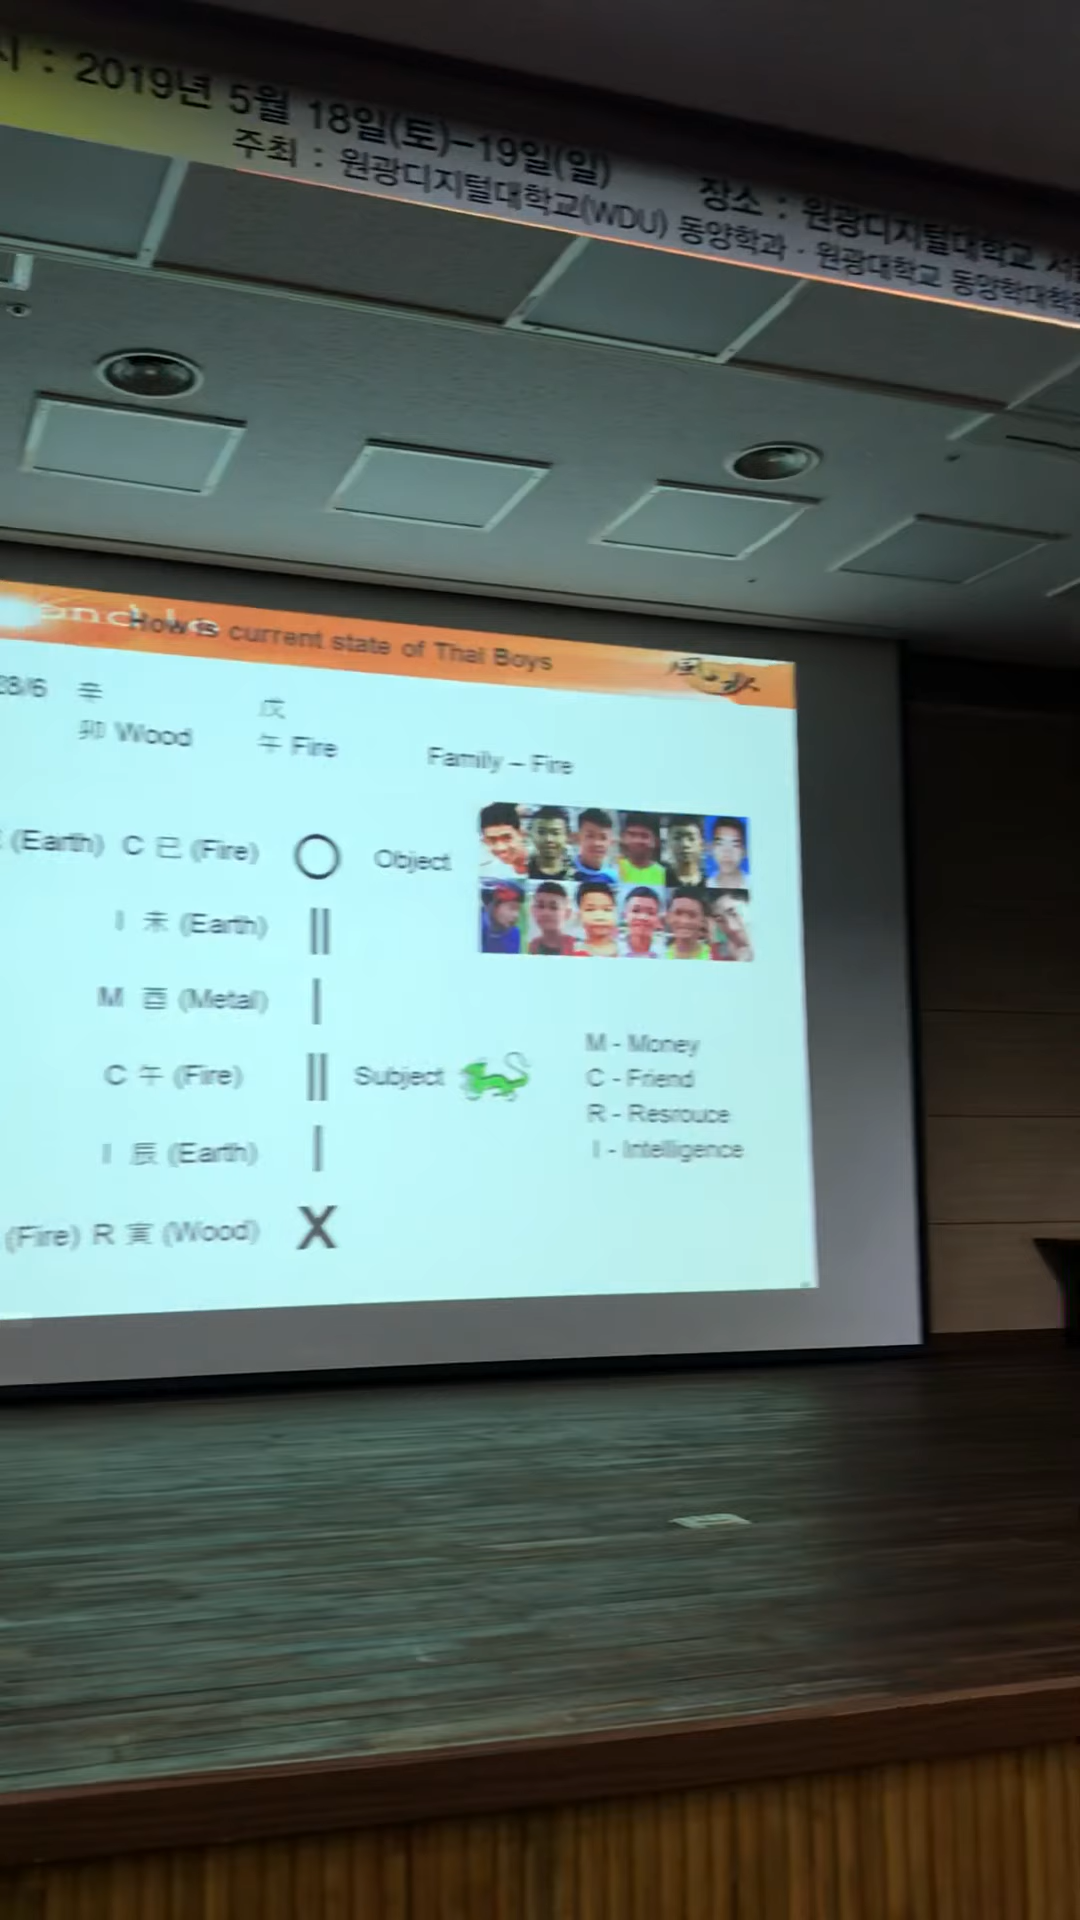 : 2019년 5월 18일(토)-19일(일) 장소 : 원광디지털대학교
주최 : 원광디지털대학교(WDU) 동양학과 · 원광대학교 동양학대학원
How is current state of Thai Boys
28/6 辛 戊
卯 Wood 午 Fire Family – Fire
(Earth) C 巳 (Fire) Object
I 未 (Earth)
M 酉 (Metal)
C 午 (Fire) Subject
I 辰 (Earth)
(Fire) R 寅 (Wood) X
M - Money
C - Friend
R - Resrouce
I - Intelligence